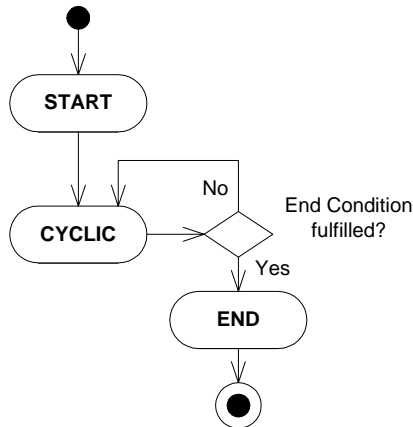 START
No
End Condition
fulfilled?
CYCLIC
Yes
END